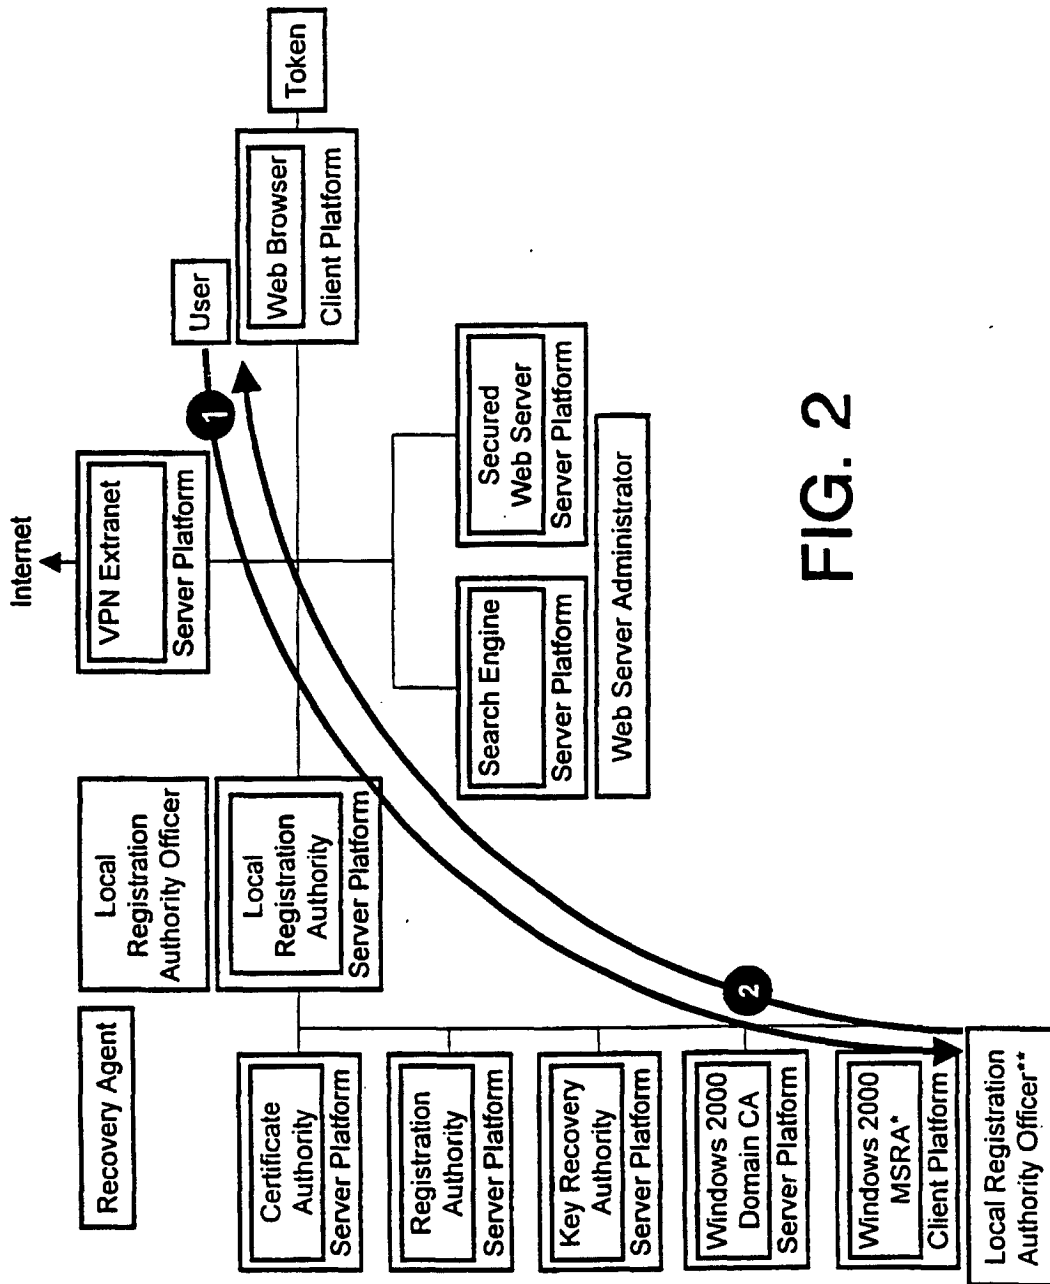 Internet
VPN Extranet
Server Platform
User
1
Web Browser
Client Platform
Token
Recovery Agent
Local
Registration
Authority Officer
Local
Registration
Authority
Server Platform
Search Engine
Server Platform
Secured
Web Server
Server Platform
Web Server Administrator
Certificate
Authority
Server Platform
Registration
Authority
Server Platform
Key Recovery
Authority
Server Platform
Windows 2000
Domain CA
Server Platform
2
Windows 2000
MSRA*
Client Platform
Local Registration
Authority Officer**
FIG. 2